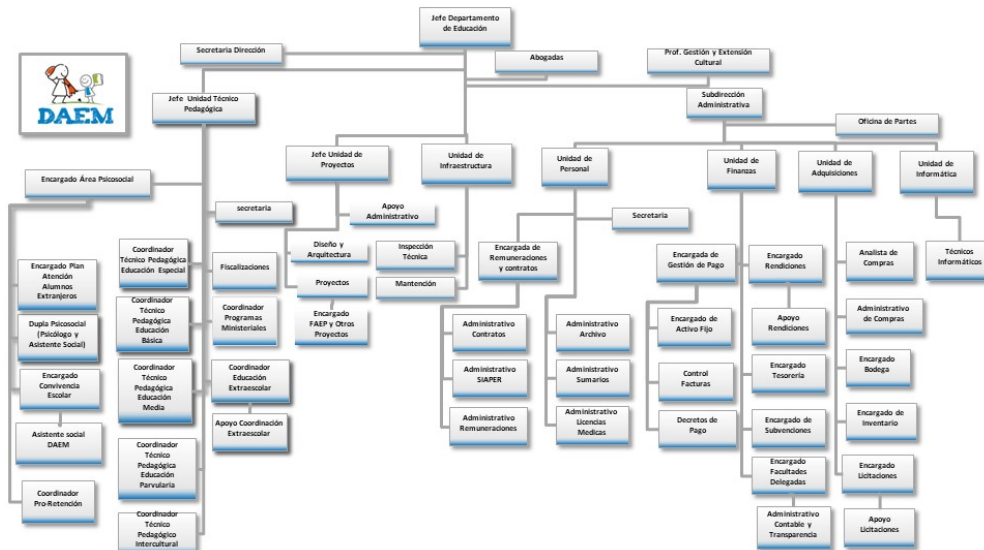 Jefe Departamento
de Educación
Secretaria Dirección
Abogadas
Prof. Gestión y Extensión
Cultural
DAEM
Jefe Unidad Técnico
Pedagógica
Subdirección
Administrativa
Oficina de Partes
Encargado Área Psicosocial
Jefe Unidad de
Proyectos
Unidad de
Infraestructura
Unidad de
Personal
Unidad de
Finanzas
Unidad de
Adquisiciones
Unidad de
Informática
secretaria
Apoyo
Administrativo
Secretaria
Encargado Plan
Atención
Alumnos
Extranjeros
Dupla Psicosocial
(Psicólogo y
Asistente Social)
Encargado
Convivencia
Escolar
Asistente social
DAEM
Coordinador
Pro-Retención
Coordinador
Técnico Pedagógica
Educación Especial
Coordinador
Técnico
Pedagógica
Educación
Básica
Coordinador
Técnico
Pedagógica
Educación
Media
Coordinador
Técnico
Pedagógica
Educación
Parvularia
Coordinador
Técnico
Pedagógico
Intercultural
Fiscalizaciones
Coordinador
Programas
Ministeriales
Coordinador
Educación
Extraescolar
Apoyo Coordinación
Extraescolar
Diseño y
Arquitectura
Proyectos
Encargado
FAEP y Otros
Proyectos
Inspección
Técnica
Mantención
Encargada de
Remuneraciones
y contratos
Administrativo
Contratos
Administrativo
SIAPER
Administrativo
Remuneraciones
Administrativo
Archivo
Administrativo
Sumarios
Administrativo
Licencias
Medicas
Encargada de
Gestión de Pago
Encargado de
Activo Fijo
Control
Facturas
Decretos de
Pago
Encargado
Rendiciones
Apoyo
Rendiciones
Encargado
Tesorería
Encargado de
Subvenciones
Encargado
Facultades
Delegadas
Administrativo
Contable y
Transparencia
Analista de
Compras
Administrativo
de Compras
Encargado
Bodega
Encargado de
Inventario
Encargado
Licitaciones
Apoyo
Licitaciones
Técnicos
Informáticos